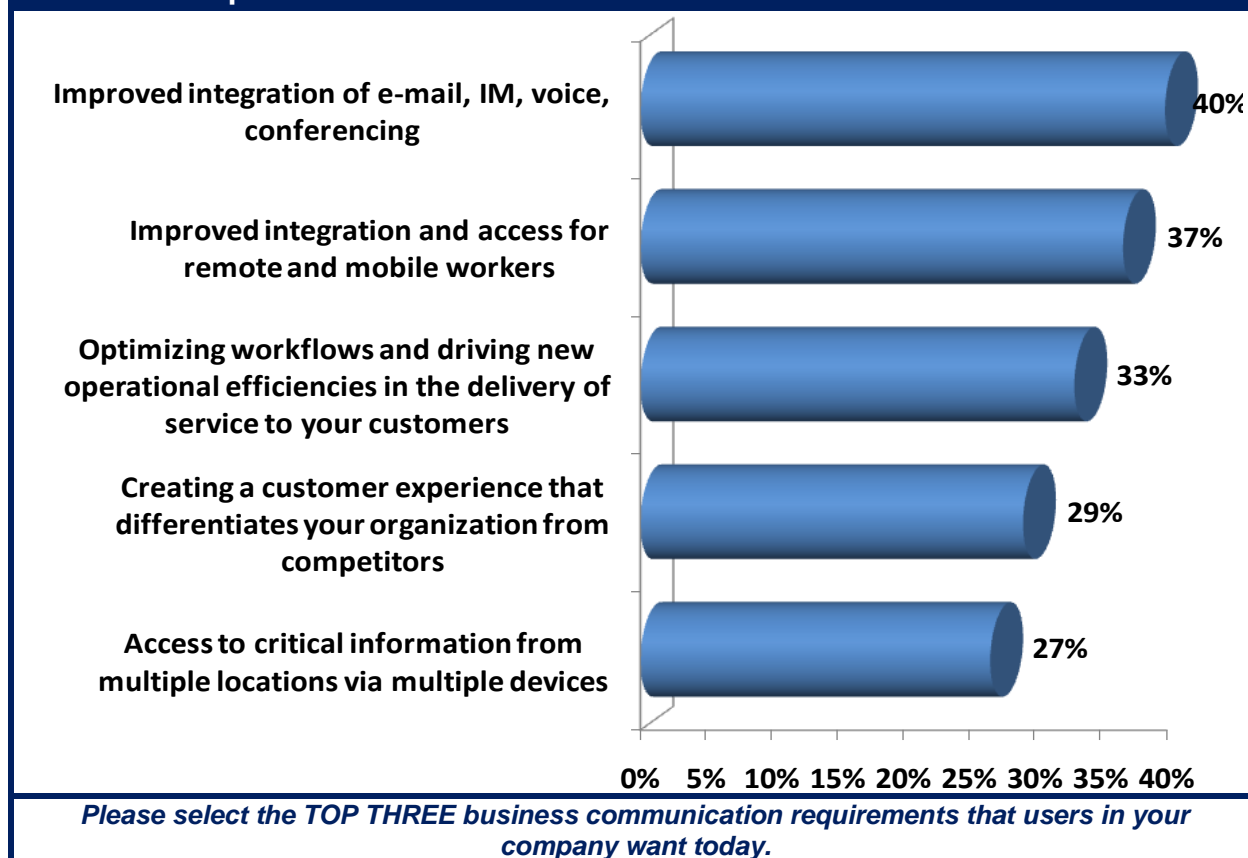 Improved integration of e-mail, IM, voice,
conferencing
40%
Improved integration and access for
remote and mobile workers
37%
Optimizing workflows and driving new
operational efficiencies in the delivery of
service to your customers
33%
Creating a customer experience that
differentiates your organization from
competitors
29%
Access to critical information from
multiple locations via multiple devices
27%
0% 5% 10% 15% 20% 25% 30% 35% 40%
Please select the TOP THREE business communication requirements that users in your
company want today.